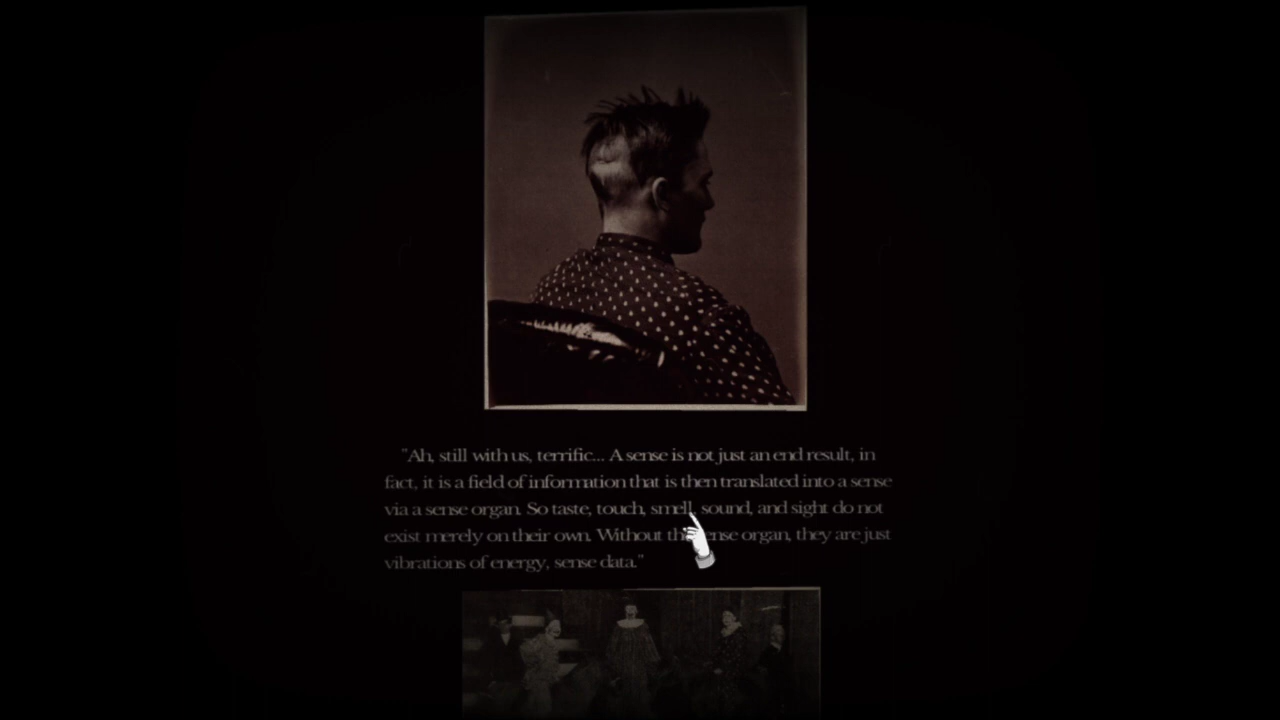 "Ah, still with us, terrific... A sense is not just an end result, in
fact, it is a field of information that is then translated into a sense
via a sense organ. So taste, touch, smell, sound, and sight do not
exist merely on their own. Without the sense organ, they are just
vibrations of energy, sense data."